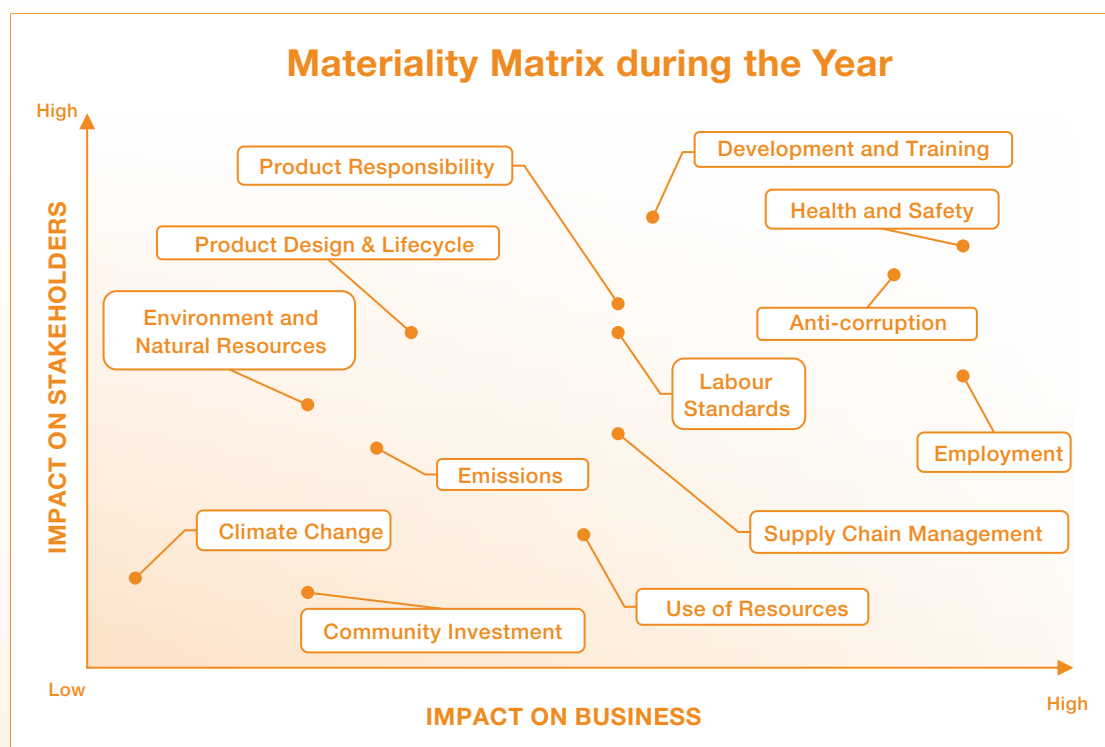 Materiality Matrix during the Year
High
IMPACT ON STAKEHOLDERS
Development and Training
Product Responsibility
Health and Safety
Product Design & Lifecycle
Environment and
Natural Resources
Anti-corruption
Labour
Standards
Employment
Emissions
Climate Change
Supply Chain Management
Use of Resources
Community Investment
Low
High
IMPACT ON BUSINESS